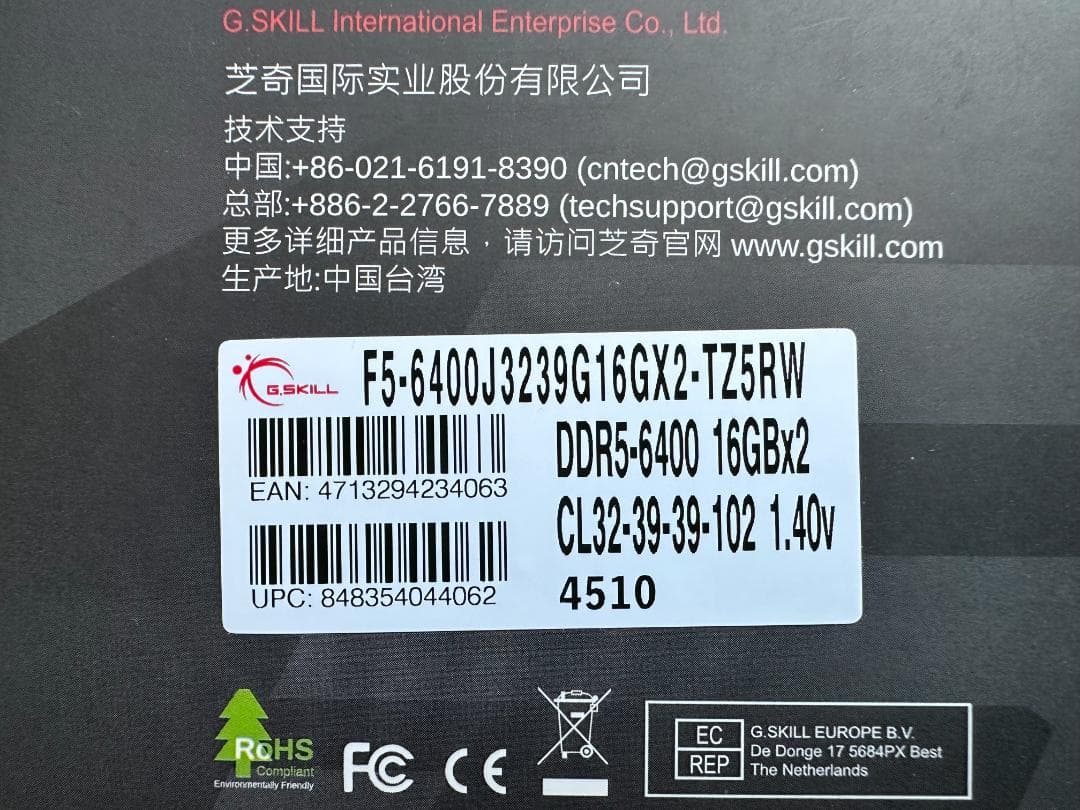 G.SKILL International Enterprise Co., Ltd.
芝奇国际实业股份有限公司
技术支持
中国:+86-021-6191-8390 (cntech@gskill.com)
总部:+886-2-2766-7889 (techsupport@gskill.com)
更多详细产品信息，请访问芝奇官网 www.gskill.com
生产地:中国台湾
G.SKILL F5-6400J3239G16GX2-TZ5RW
DDR5-6400 16GBx2
EAN: 4713294234063
CL32-39-39-102 1.40v
UPC: 848354044062
4510
RoHS
Compliant
Environmentally Friendly
FC CE
EC REP
G.SKILL EUROPE B.V.
De Donge 17 5684PX Best
The Netherlands